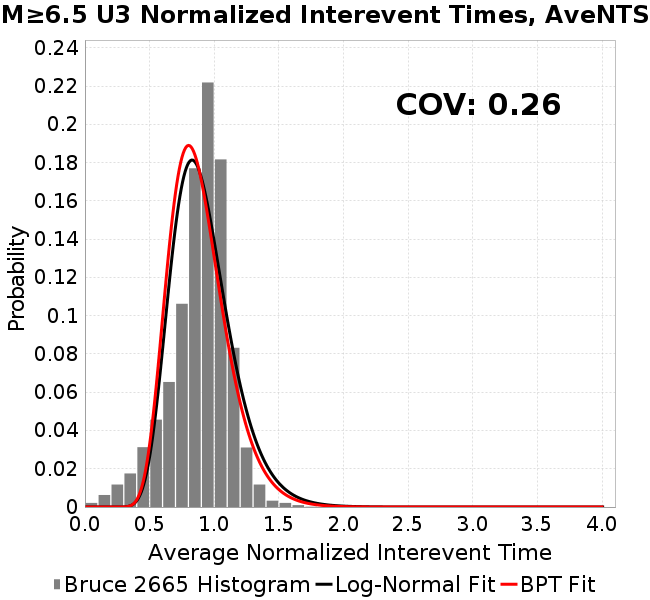 M≥6.5 U3 Normalized Interevent Times, AveNTS
COV: 0.26
Probability
0.24
0.22
0.2
0.18
0.16
0.14
0.12
0.1
0.08
0.06
0.04
0.02
0
0.0 0.5 1.0 1.5 2.0 2.5 3.0 3.5 4.0
Average Normalized Interevent Time
Bruce 2665 Histogram Log-Normal Fit BPT Fit